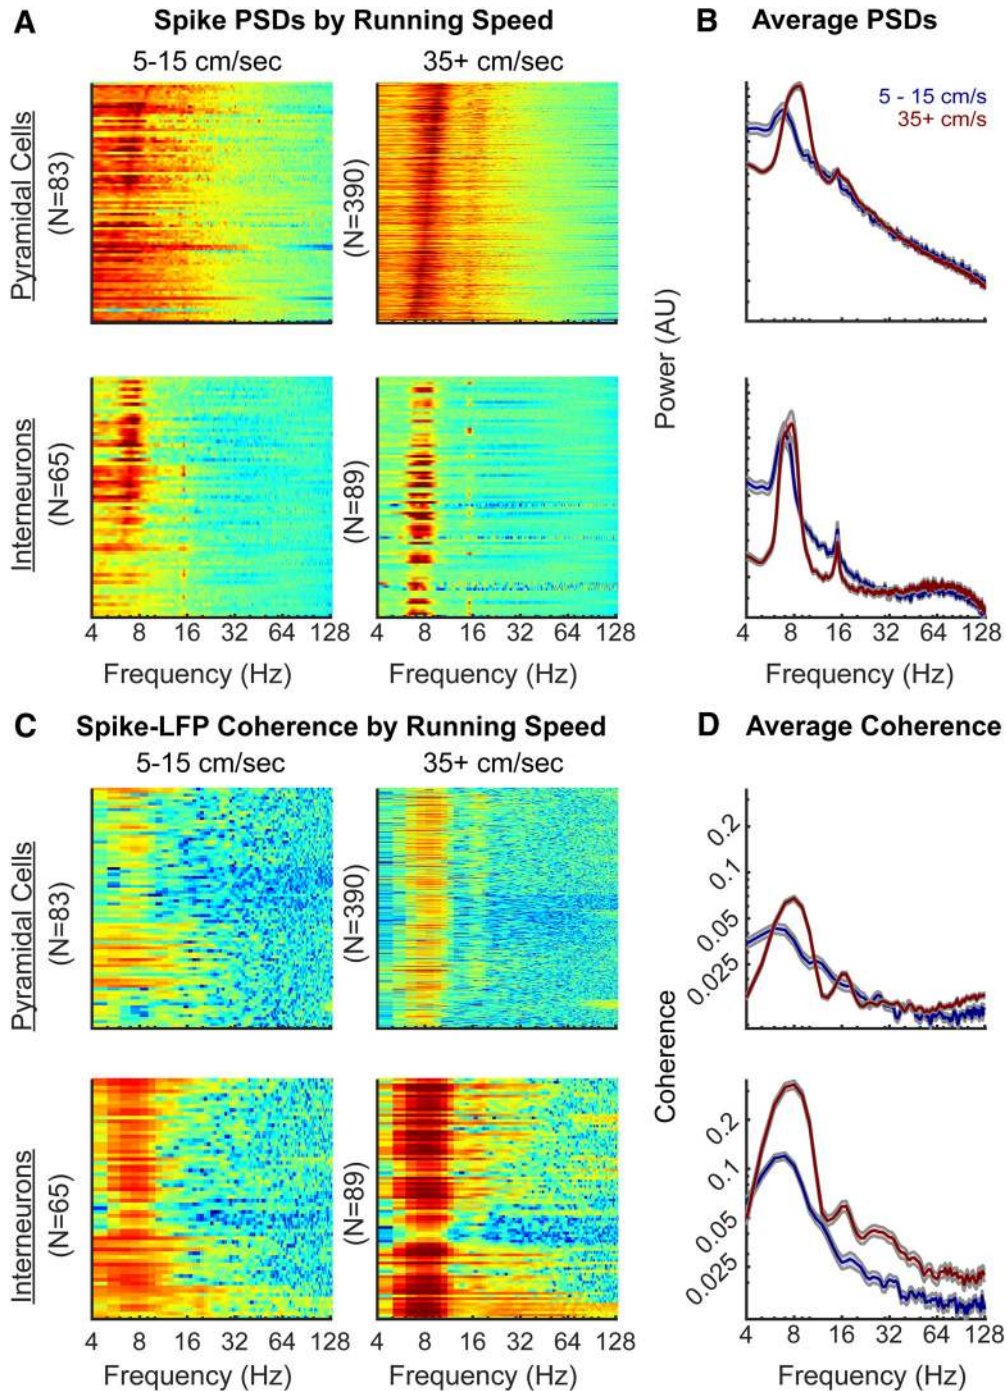 A Spike PSDs by Running Speed
5-15 cm/sec 35+ cm/sec
Pyramidal Cells
(N=83)
(N=390)
Interneurons
(N=65)
(N=89)
4 8 16 32 64 128
4 8 16 32 64 128
Frequency (Hz) Frequency (Hz)
B Average PSDs
5 - 15 cm/s
35+ cm/s
Power (AU)
4 8 16 32 64 128
Frequency (Hz)
C Spike-LFP Coherence by Running Speed
5-15 cm/sec 35+ cm/sec
Pyramidal Cells
(N=83)
(N=390)
Interneurons
(N=65)
(N=89)
4 8 16 32 64 128
4 8 16 32 64 128
Frequency (Hz) Frequency (Hz)
D Average Coherence
Coherence
0.2
0.1
0.05
0.025
0.2
0.1
0.05
0.025
4 8 16 32 64 128
Frequency (Hz)